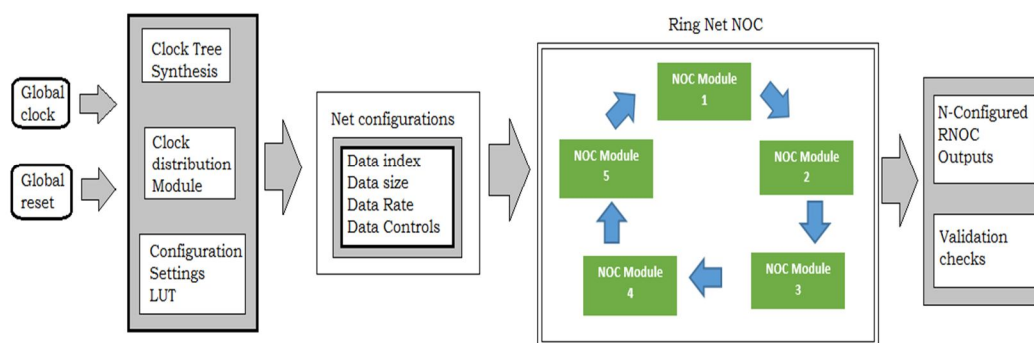 Ring Net NOC
Global
clock
Global
reset
Clock Tree
Synthesis
Clock
distribution
Module
Configuration
Settings
LUT
Net configurations
Data index
Data size
Data Rate
Data Controls
NOC Module
1
NOC Module
2
NOC Module
3
NOC Module
4
NOC Module
5
N-Configured
RNOC
Outputs
Validation
checks